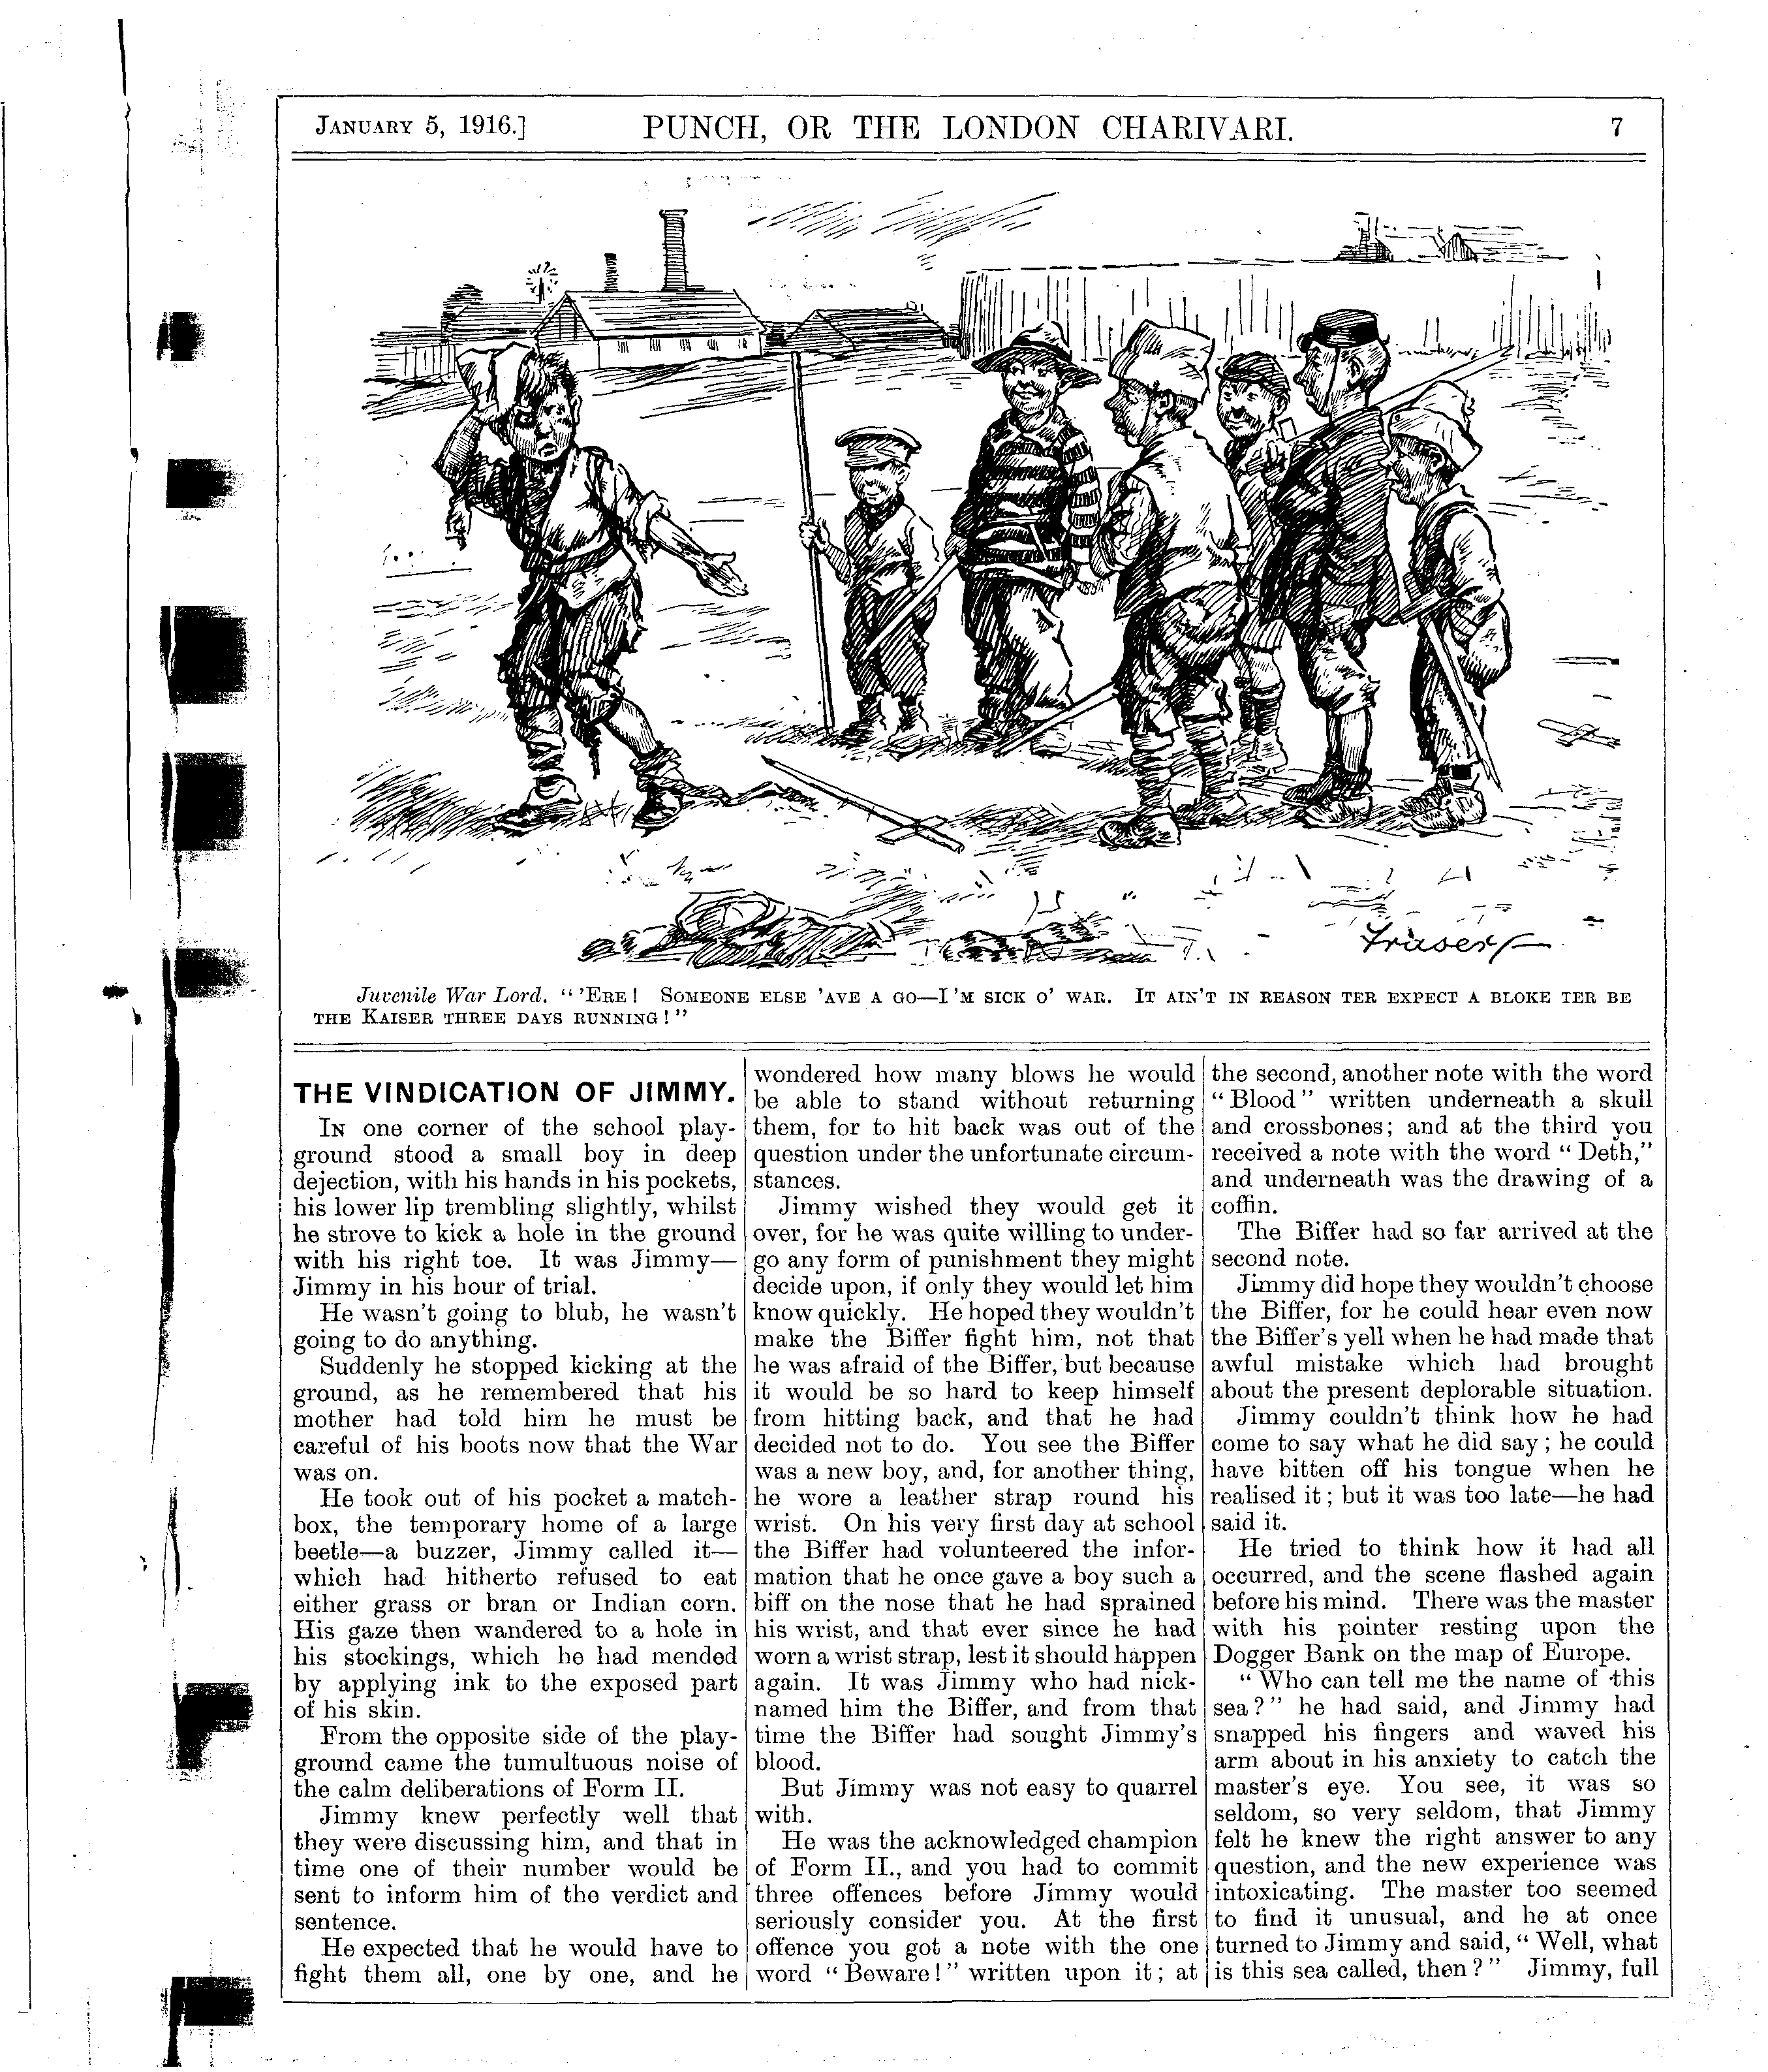 JANUARY 5, 1916.]
PUNCH, OR THE LONDON CHARIVARI.
7
Fraser
Juvenile War Lord. "'ERE! SOMEONE ELSE 'AVE A GO—I'M SICK O' WAR. IT AIN'T IN REASON TER EXPECT A BLOKE TER BE
THE KAISER THREE DAYS RUNNING!"
THE VINDICATION OF JIMMY.
IN one corner of the school play-
ground stood a small boy in deep
dejection, with his hands in his pockets,
his lower lip trembling slightly, whilst
he strove to kick a hole in the ground
with his right toe. It was Jimmy—
Jimmy in his hour of trial.
He wasn't going to blub, he wasn't
going to do anything.
Suddenly he stopped kicking at the
ground, as he remembered that his
mother had told him he must be
careful of his boots now that the War
was on.
He took out of his pocket a match-
box, the temporary home of a large
beetle—a buzzer, Jimmy called it—
which had hitherto refused to eat
either grass or bran or Indian corn.
His gaze then wandered to a hole in
his stockings, which he had mended
by applying ink to the exposed part
of his skin.
From the opposite side of the play-
ground came the tumultuous noise of
the calm deliberations of Form II.
Jimmy knew perfectly well that
they were discussing him, and that in
time one of their number would be
sent to inform him of the verdict and
sentence.
He expected that he would have to
fight them all, one by one, and he
wondered how many blows he would
be able to stand without returning
them, for to hit back was out of the
question under the unfortunate circum-
stances.
Jimmy wished they would get it
over, for he was quite willing to under-
go any form of punishment they might
decide upon, if only they would let him
know quickly. He hoped they wouldn't
make the Biffer fight him, not that
he was afraid of the Biffer, but because
it would be so hard to keep himself
from hitting back, and that he had
decided not to do. You see the Biffer
was a new boy, and, for another thing,
he wore a leather strap round his
wrist. On his very first day at school
the Biffer had volunteered the infor-
mation that he once gave a boy such a
biff on the nose that he had sprained
his wrist, and that ever since he had
worn a wrist strap, lest it should happen
again. It was Jimmy who had nick-
named him the Biffer, and from that
time the Biffer had sought Jimmy's
blood.
But Jimmy was not easy to quarrel
with.
He was the acknowledged champion
of Form II., and you had to commit
three offences before Jimmy would
seriously consider you. At the first
offence you got a note with the one
word "Beware!" written upon it; at
the second, another note with the word
"Blood" written underneath a skull
and crossbones; and at the third you
received a note with the word "Deth,"
and underneath was the drawing of a
coffin.
The Biffer had so far arrived at the
second note.
Jimmy did hope they wouldn't choose
the Biffer, for he could hear even now
the Biffer's yell when he had made that
awful mistake which had brought
about the present deplorable situation.
Jimmy couldn't think how he had
come to say what he did say; he could
have bitten off his tongue when he
realised it; but it was too late—he had
said it.
He tried to think how it had all
occurred, and the scene flashed again
before his mind. There was the master
with his pointer resting upon the
Dogger Bank on the map of Europe.
"Who can tell me the name of this
sea?" he had said, and Jimmy had
snapped his fingers and waved his
arm about in his anxiety to catch the
master's eye. You see, it was so
seldom, so very seldom, that Jimmy
felt he knew the right answer to any
question, and the new experience was
intoxicating. The master too seemed
to find it unusual, and he at once
turned to Jimmy and said, "Well, what
is this sea called, then?" Jimmy, full